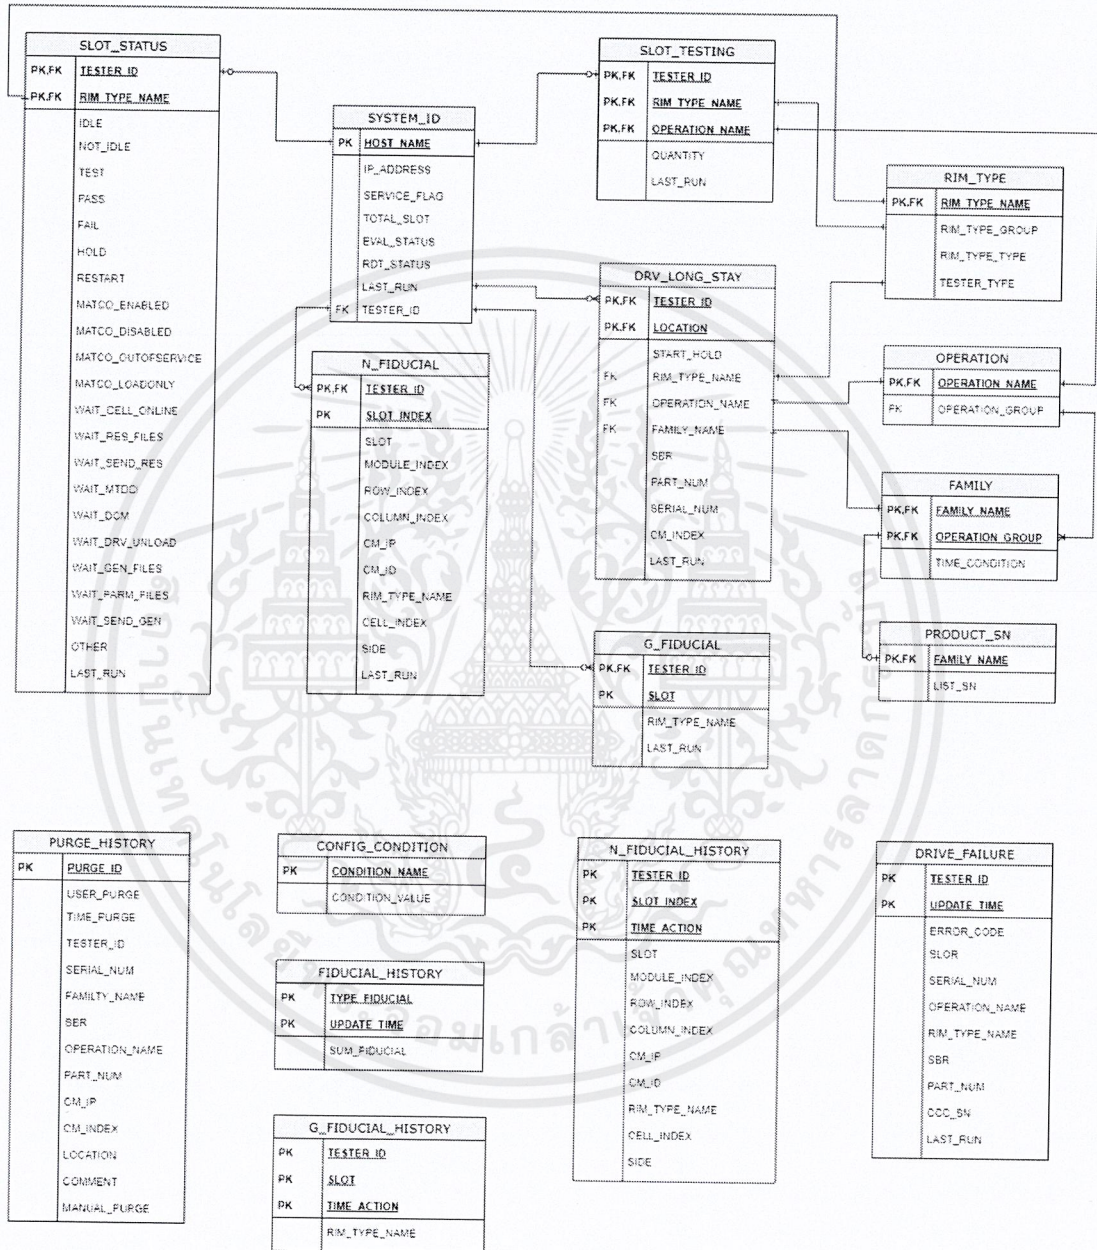 SLOT_STATUS
PK,FK TESTER_ID
PK,FK RIM_TYPE_NAME
IDLE
NOT_IDLE
TEST
PASS
FAIL
HOLD
RESTART
MATCO_ENABLED
MATCO_DISABLED
MATCO_OUTOFSERVICE
MATCO_LOADONLY
WAIT_CELL_ONLINE
WAIT_RES_FILES
WAIT_SEND_RES
WAIT_MTDO
WAIT_DCM
WAIT_DRV_UNLOAD
WAIT_GEN_FILES
WAIT_PARM_FILES
WAIT_SEND_GEN
OTHER
LAST_RUN
SYSTEM_ID
PK HOST_NAME
IP_ADDRESS
SERVICE_FLAG
TOTAL_SLOT
EVAL_STATUS
RDT_STATUS
LAST_RUN
FK TESTER_ID
N_FIDUCIAL
PK,FK TESTER_ID
PK SLOT_INDEX
SLOT
MODULE_INDEX
ROW_INDEX
COLUMN_INDEX
CM_IP
CM_ID
RIM_TYPE_NAME
CELL_INDEX
SIDE
LAST_RUN
SLOT_TESTING
PK,FK TESTER_ID
PK,FK RIM_TYPE_NAME
PK,FK OPERATION_NAME
QUANTITY
LAST_RUN
DRV_LONG_STAY
PK,FK TESTER_ID
PK,FK LOCATION
START_HOLD
FK RIM_TYPE_NAME
FK OPERATION_NAME
FK FAMILY_NAME
SBR
PART_NUM
SERIAL_NUM
CM_INDEX
LAST_RUN
G_FIDUCIAL
PK,FK TESTER_ID
PK SLOT
RIM_TYPE_NAME
LAST_RUN
RIM_TYPE
PK,FK RIM_TYPE_NAME
RIM_TYPE_GROUP
RIM_TYPE_TYPE
TESTER_TYPE
OPERATION
PK,FK OPERATION_NAME
FK OPERATION_GROUP
FAMILY
PK,FK FAMILY_NAME
PK,FK OPERATION_GROUP
TIME_CONDITION
PRODUCT_SN
PK,FK FAMILY_NAME
LIST_SN
PURGE_HISTORY
PK PURGE_ID
USER_PURGE
TIME_PURGE
TESTER_ID
SERIAL_NUM
FAMILTY_NAME
SBR
OPERATION_NAME
PART_NUM
CM_IP
CM_INDEX
LOCATION
COMMENT
MANUAL_PURGE
CONFIG_CONDITION
PK CONDITION_NAME
CONDITION_VALUE
FIDUCIAL_HISTORY
PK TYPE_FIDUCIAL
PK UPDATE_TIME
SUM_FIDUCIAL
G_FIDUCIAL_HISTORY
PK TESTER_ID
PK SLOT
PK TIME_ACTION
RIM_TYPE_NAME
N_FIDUCIAL_HISTORY
PK TESTER_ID
PK SLOT_INDEX
PK TIME_ACTION
SLOT
MODULE_INDEX
ROW_INDEX
COLUMN_INDEX
CM_IP
CM_ID
RIM_TYPE_NAME
CELL_INDEX
SIDE
DRIVE_FAILURE
PK TESTER_ID
PK UPDATE_TIME
ERROR_CODE
SLOR
SERIAL_NUM
OPERATION_NAME
RIM_TYPE_NAME
SBR
PART_NUM
CCC_SN
LAST_RUN